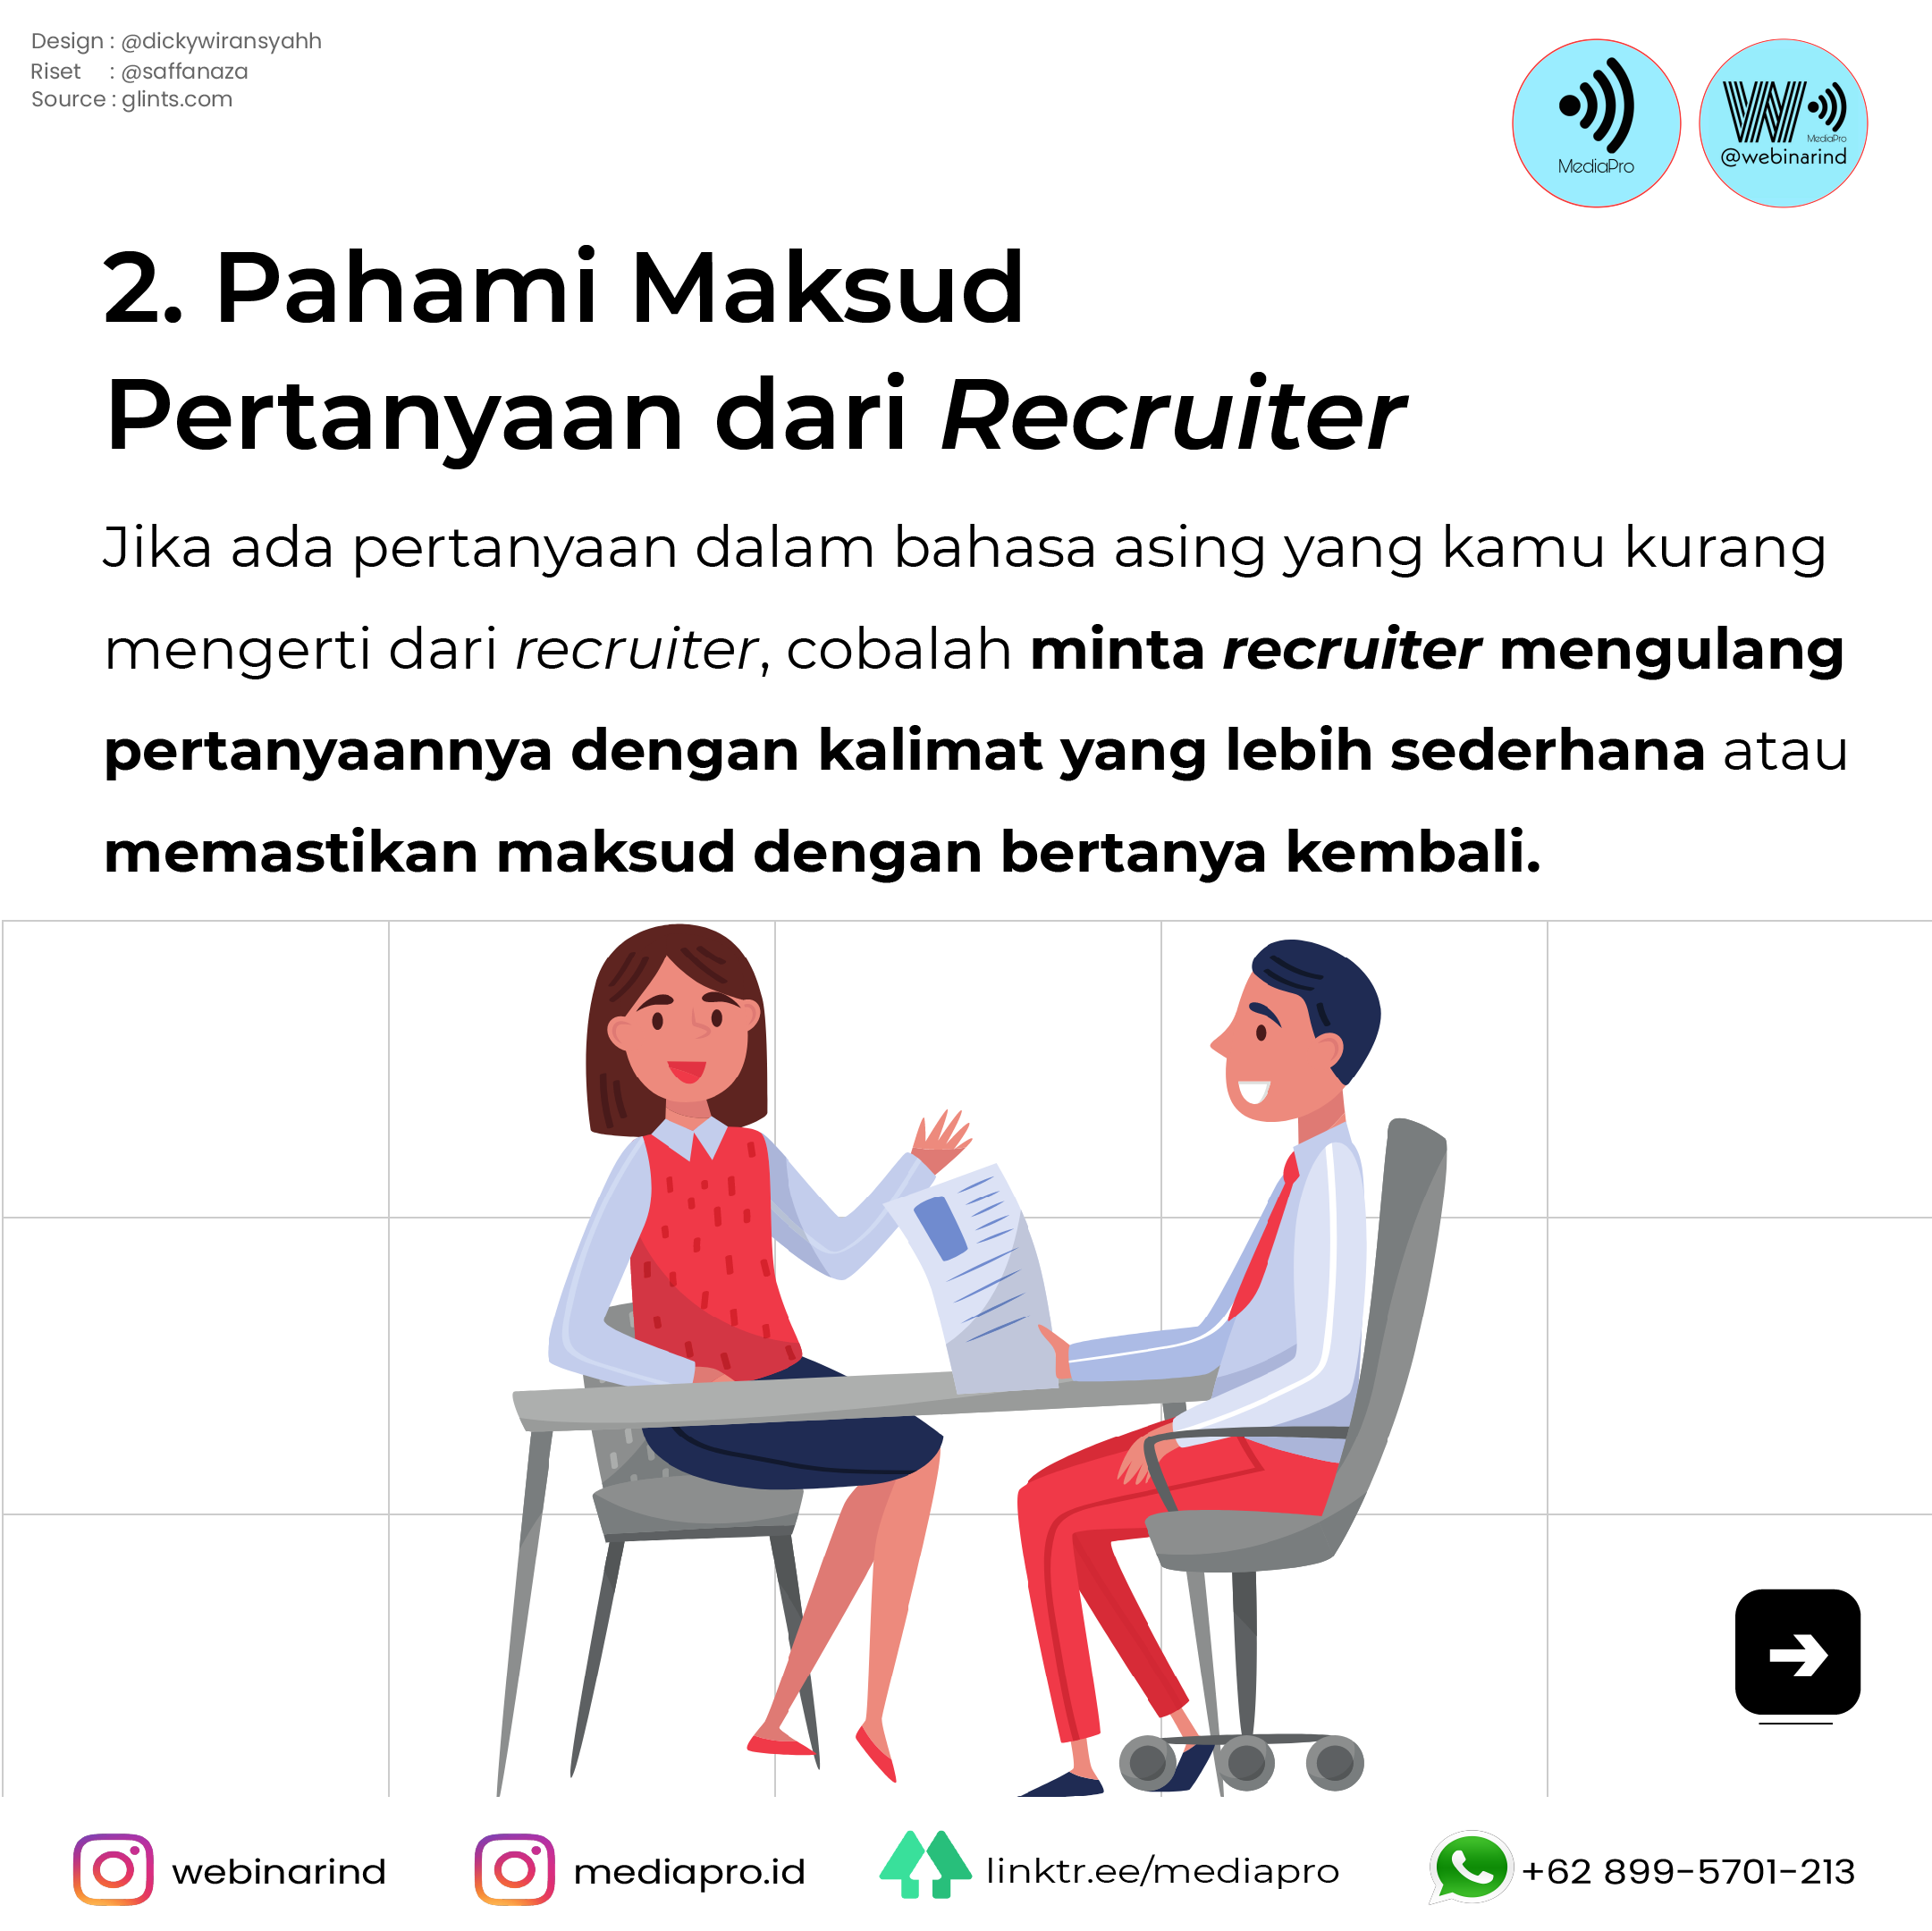 Design : @dickywiransyahh
Riset : @saffanaza
Source : glints.com
MediaPro
W
MediaPro
@webinarind
2. Pahami Maksud
Pertanyaan dari Recruiter
Jika ada pertanyaan dalam bahasa asing yang kamu kurang
mengerti dari recruiter, cobalah minta recruiter mengulang
pertanyaannya dengan kalimat yang lebih sederhana atau
memastikan maksud dengan bertanya kembali.
webinarind
mediapro.id
linktr.ee/mediapro
+62 899-5701-213